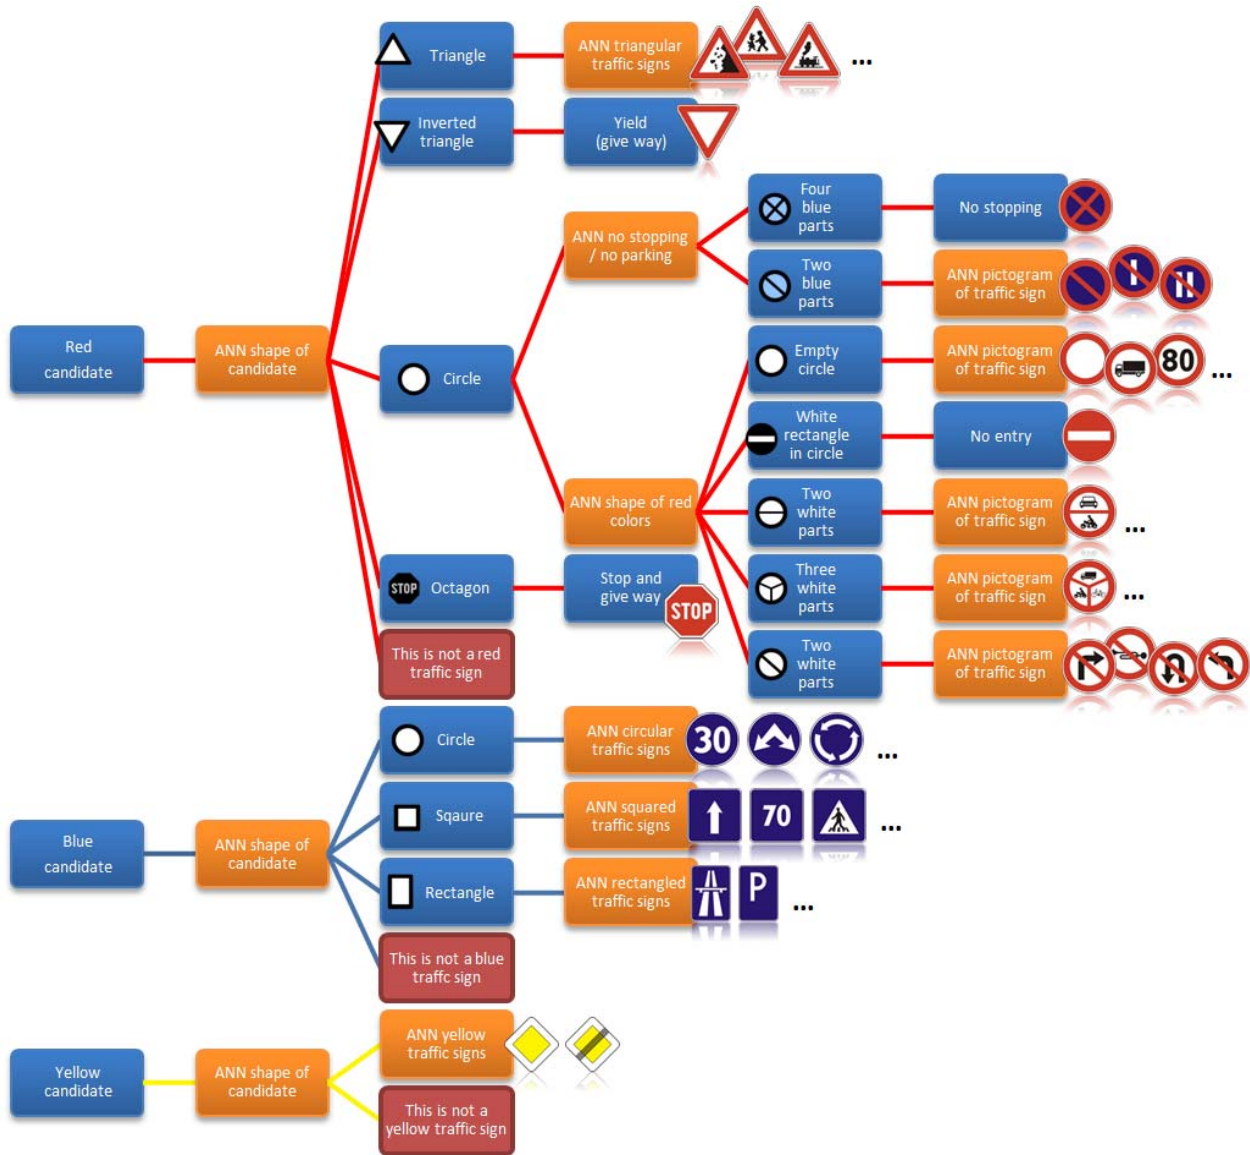 Triangle
ANN triangular
traffic signs
...
Inverted
triangle
Yield
(give way)
Four
blue
parts
No stopping
ANN no stopping
/ no parking
Two
blue
parts
ANN pictogram
of traffic sign
Red
candidate
ANN shape of
candidate
Circle
Empty
circle
ANN pictogram
of traffic sign
80
...
White
rectangle
in circle
No entry
ANN shape of red
colors
Two
white
parts
ANN pictogram
of traffic sign
...
STOP
Octagon
Stop and
give way
STOP
Three
white
parts
ANN pictogram
of traffic sign
...
This is not a red
traffic sign
Two
white
parts
ANN pictogram
of traffic sign
Circle
ANN circular
traffic signs
30
...
Blue
candidate
ANN shape of
candidate
Sqaure
ANN squared
traffic signs
70
...
Rectangle
ANN rectangled
traffic signs
P
...
This is not a blue
traffc sign
Yellow
candidate
ANN shape of
candidate
ANN yellow
traffic signs
This is not a
yellow traffic sign